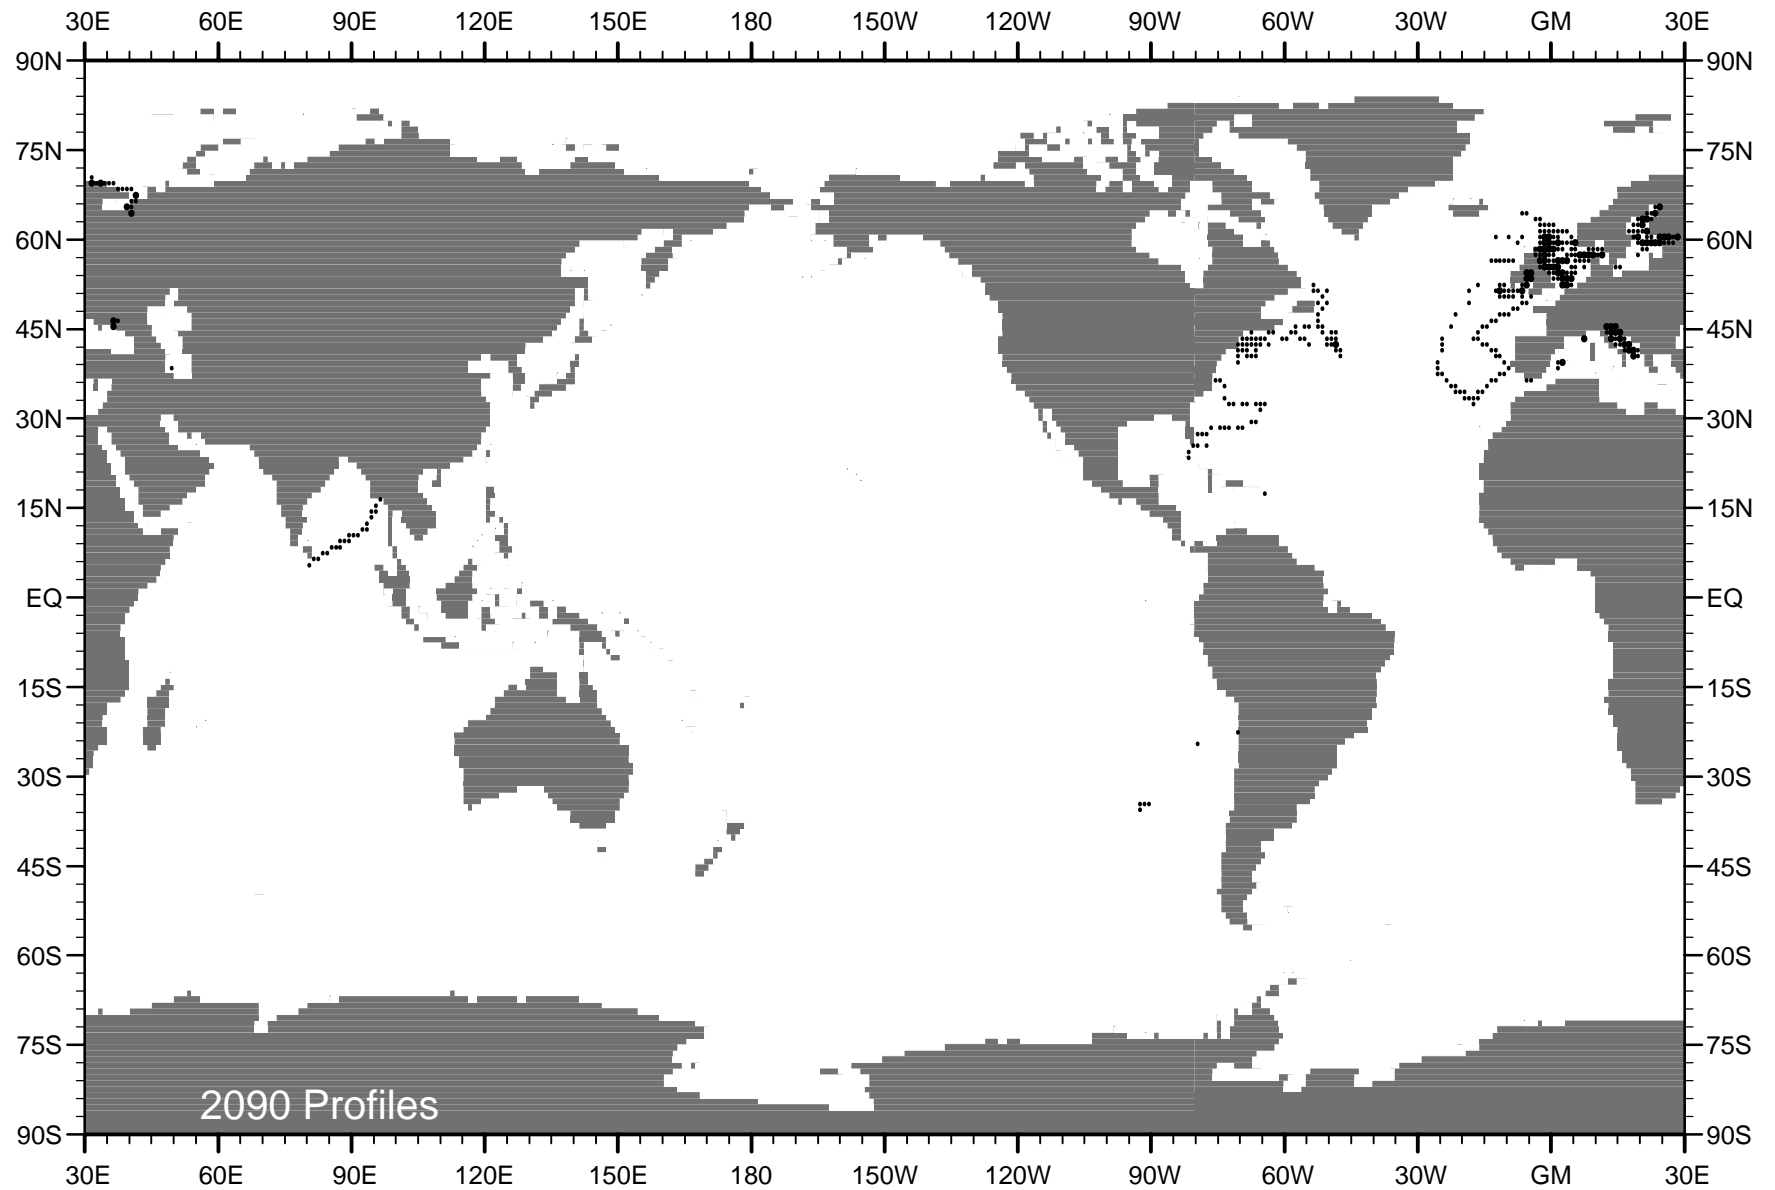 30E 60E 90E 120E 150E 180 150W 120W 90W 60W 30W GM 30E
90N 90N
75N 75N
60N 60N
45N 45N
30N 30N
15N 15N
EQ EQ
15S 15S
30S 30S
45S 45S
60S 60S
75S 75S
2090 Profiles
90S 90S
30E 60E 90E 120E 150E 180 150W 120W 90W 60W 30W GM 30E